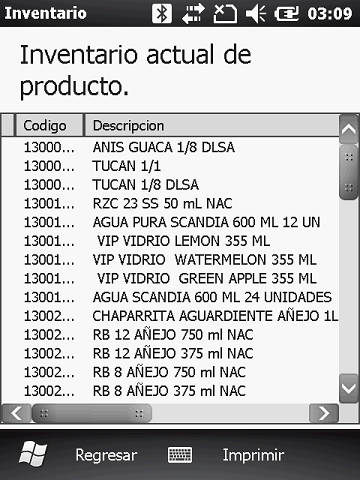 Inventario 03:09
Inventario actual de
producto.
Codigo Descripcion
13000... ANIS GUACA 1/8 DLSA
13000... TUCAN 1/1
13000... TUCAN 1/8 DLSA
13001... RZC 23 SS 50 mL NAC
13001... AGUA PURA SCANDIA 600 ML 12 UN
13001... VIP VIDRIO LEMON 355 ML
13001... VIP VIDRIO WATERMELON 355 ML
13001... VIP VIDRIO GREEN APPLE 355 ML
13001... AGUA SCANDIA 600 ML 24 UNIDADES
13002... CHAPARRITA AGUARDIENTE AÑEJO 1L
13002... RB 12 AÑEJO 750 ml NAC
13002... RB 12 AÑEJO 375 ml NAC
13002... RB 8 AÑEJO 750 ml NAC
13002... RB 8 AÑEJO 375 ml NAC
Regresar Imprimir